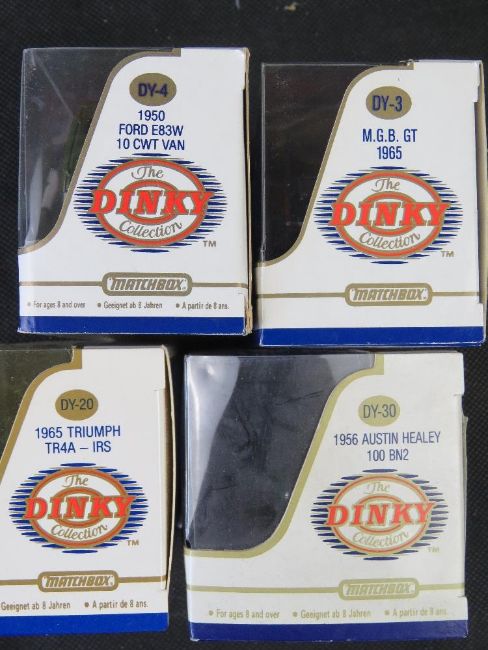 DY-4
1950
FORD E83W
10 CWT VAN
The
DINKY
Collection
TM
MATCHBOX
• For ages 8 and over • Geeignet ab 8 Jahren • A partir de 8 ans.
DY-3
M.G.B. GT
1965
The
DINKY
Collection
TM
MATCHBOX
DY-20
1965 TRIUMPH
TR4A – IRS
The
DINKY
Collection
TM
MATCHBOX
Geeignet ab 8 Jahren • A partir de 8 ans.
DY-30
1956 AUSTIN HEALEY
100 BN2
The
DINKY
Collection
TM
MATCHBOX
• For ages 8 and over • Geeignet ab 8 Jahren • A partir de 8 ans.